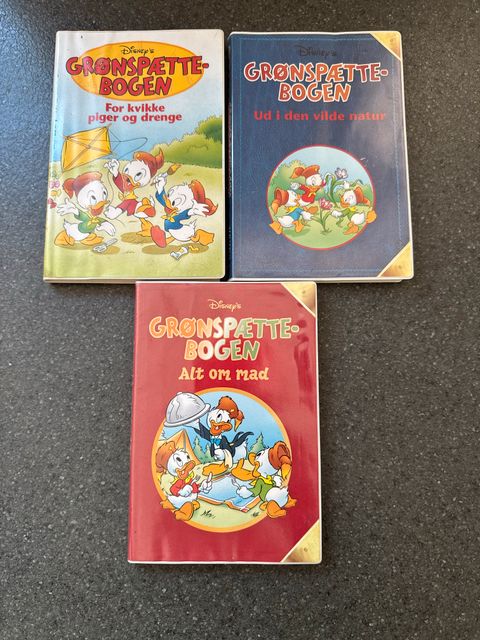 Disney's
GRØNSPÆTTE-
BOGEN
For kvikke
piger og drenge
Disney's
GRØNSPÆTTE-
BOGEN
Ud i den vilde natur
Disney's
GRØNSPÆTTE-
BOGEN
Alt om mad